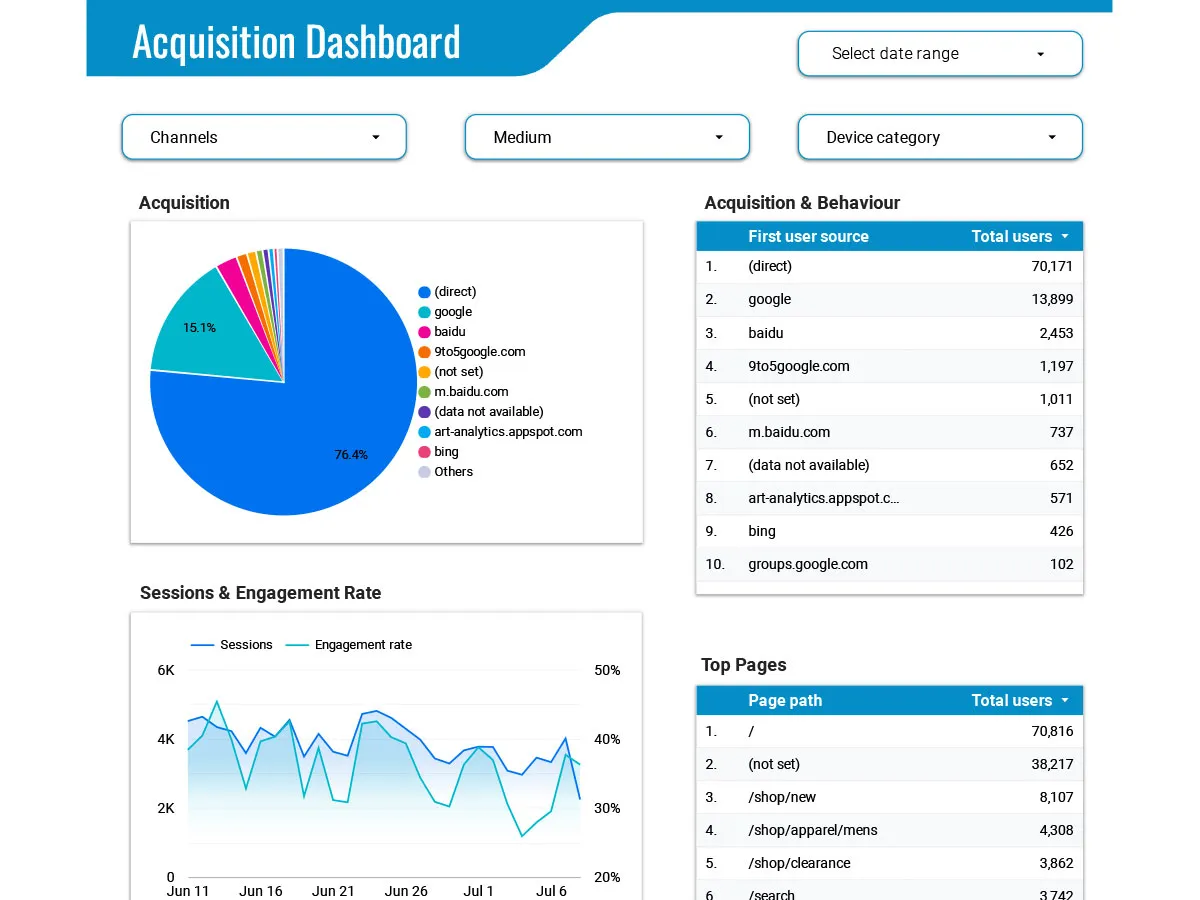 Acquisition Dashboard
Select date range
Channels
Medium
Device category
Acquisition
15.1%
76.4%
(direct)
google
baidu
9to5google.com
(not set)
m.baidu.com
(data not available)
art-analytics.appspot.com
bing
Others
Acquisition & Behaviour
First user source Total users
1. (direct) 70,171
2. google 13,899
3. baidu 2,453
4. 9to5google.com 1,197
5. (not set) 1,011
6. m.baidu.com 737
7. (data not available) 652
8. art-analytics.appspot.c... 571
9. bing 426
10. groups.google.com 102
Sessions & Engagement Rate
Sessions Engagement rate
6K 50%
4K 40%
2K 30%
0 20%
Jun 11 Jun 16 Jun 21 Jun 26 Jul 1 Jul 6
Top Pages
Page path Total users
1. / 70,816
2. (not set) 38,217
3. /shop/new 8,107
4. /shop/apparel/mens 4,308
5. /shop/clearance 3,862
6. /search 3,742